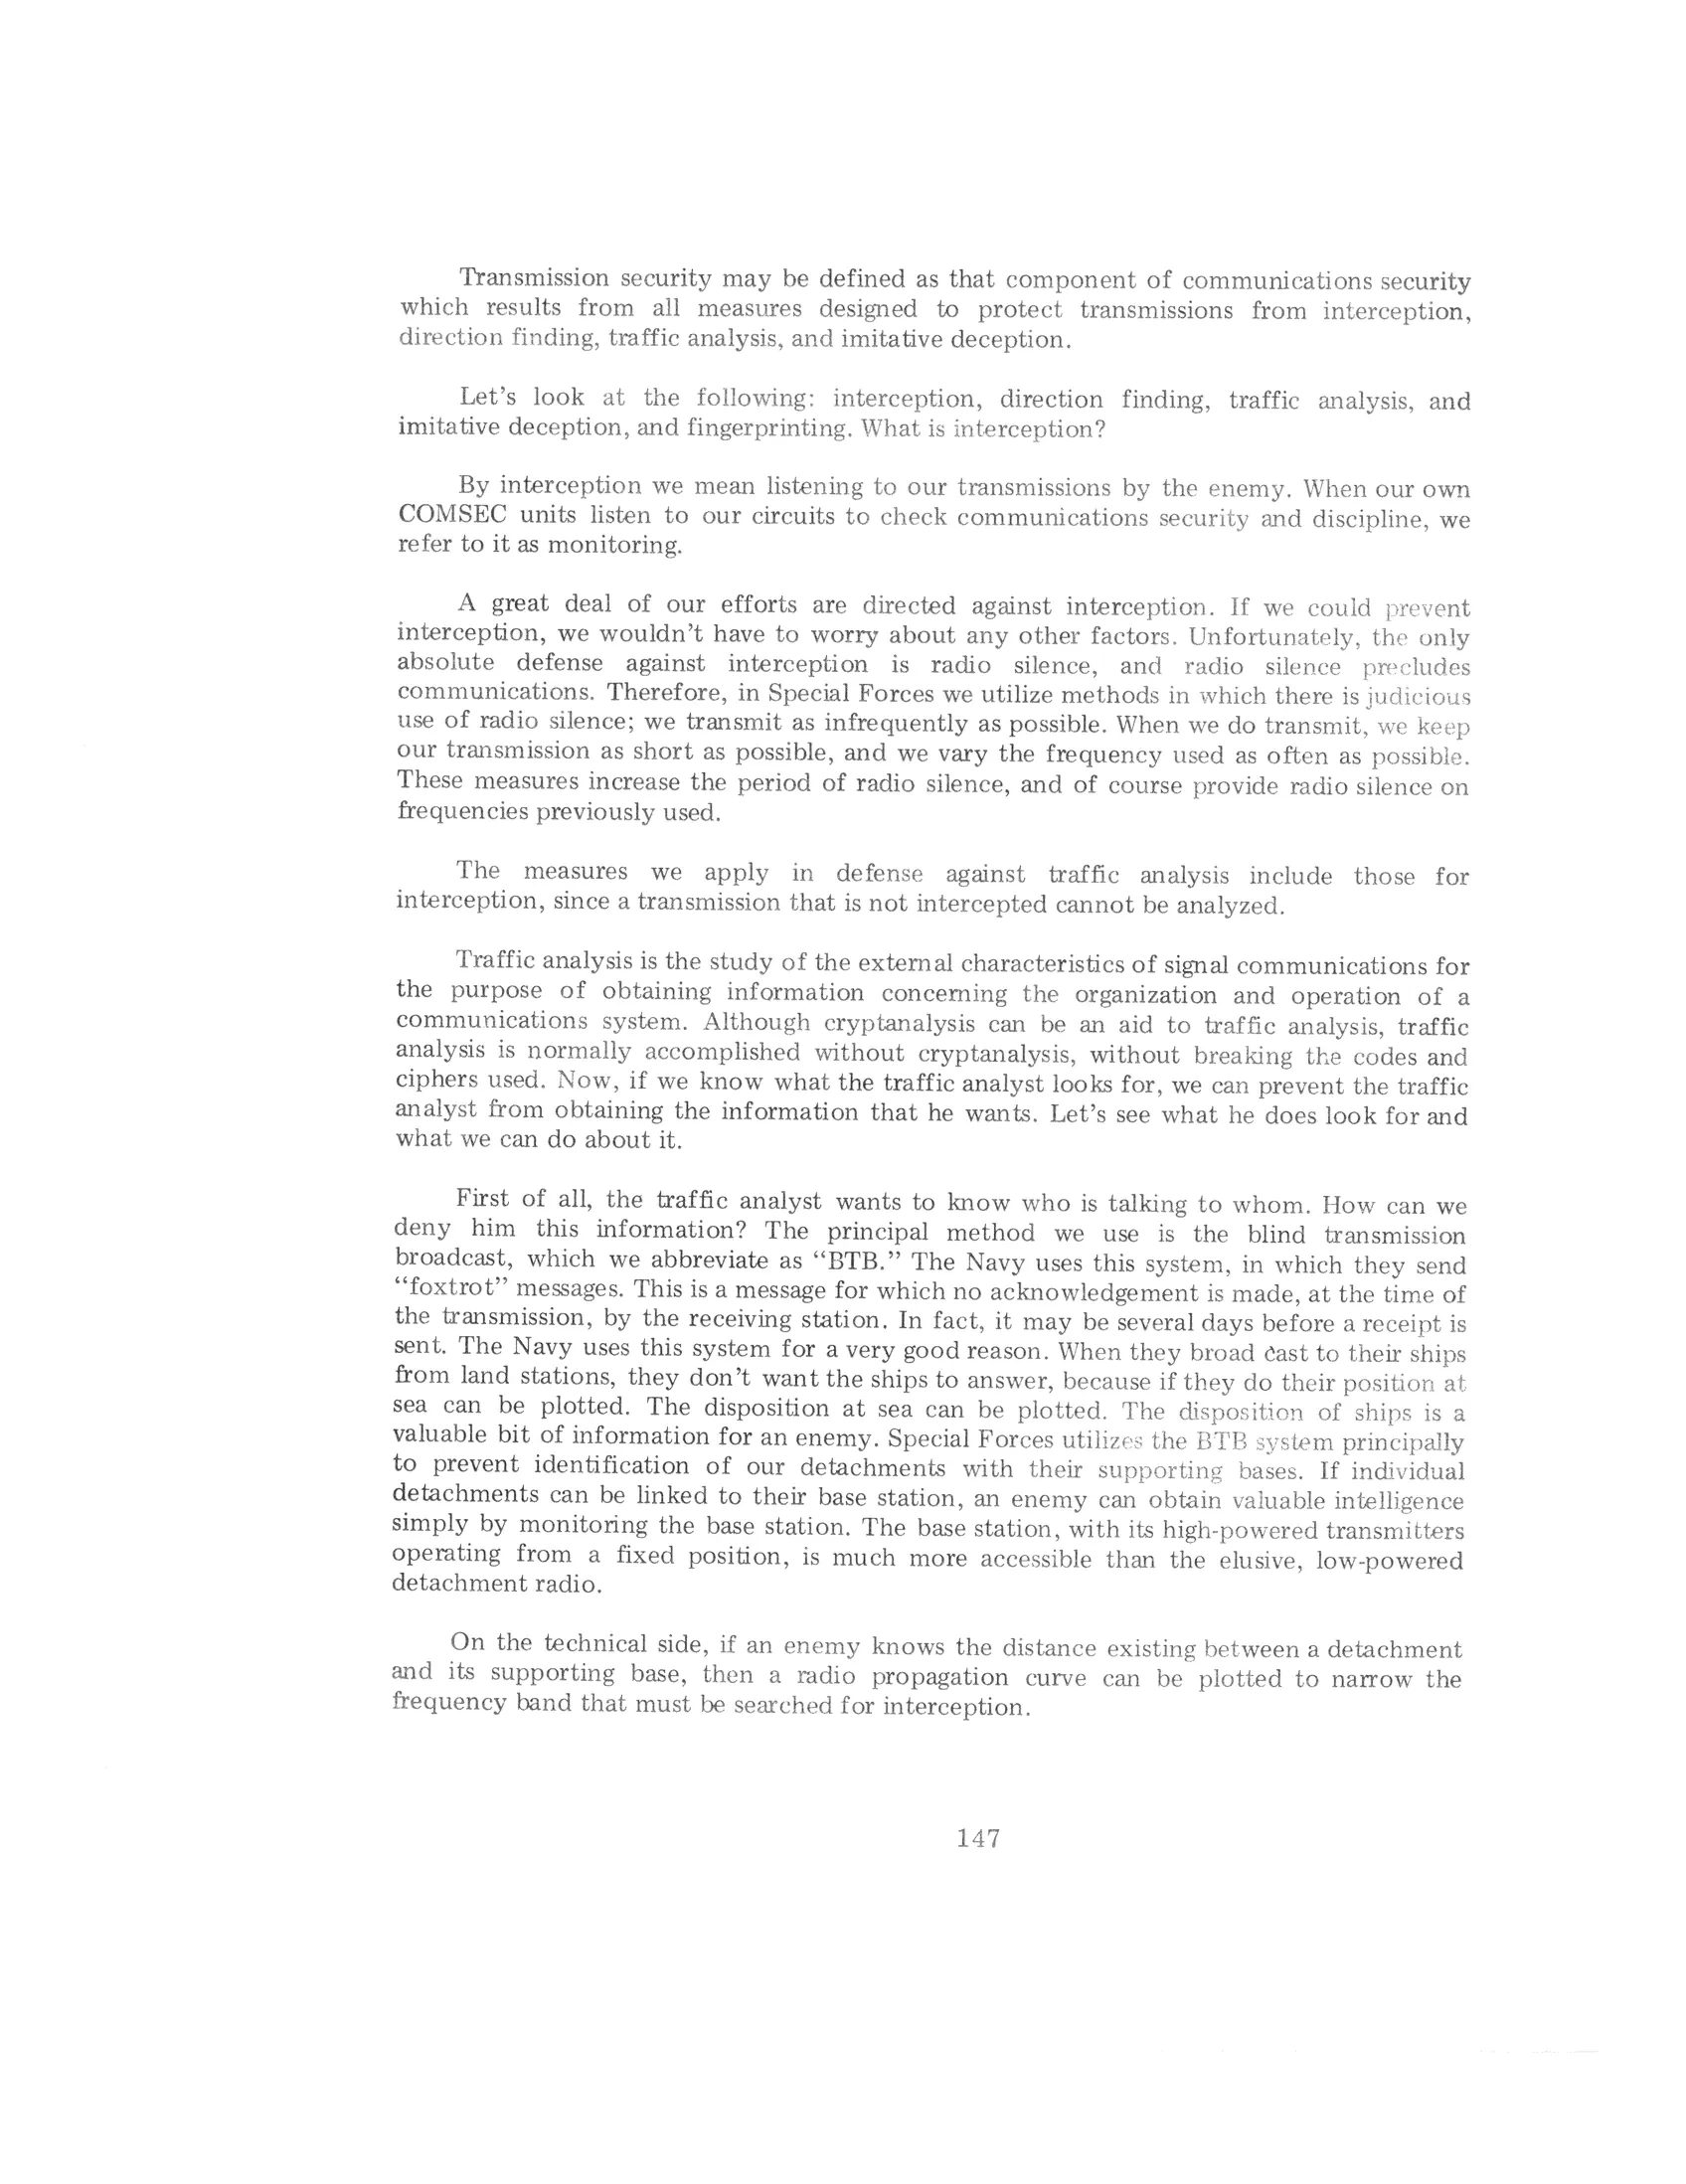 Transmission security may be defined as that component of communications security
which results from all measures designed to protect transmissions from interception,
direction finding, traffic analysis, and imitative deception.
Let's look at the following: interception, direction finding, traffic analysis, and
imitative deception, and fingerprinting. What is interception?
By interception we mean listening to our transmissions by the enemy. When our own
COMSEC units listen to our circuits to check communications security and discipline, we
refer to it as monitoring.
A great deal of our efforts are directed against interception. If we could prevent
interception, we wouldn't have to worry about any other factors. Unfortunately, the only
absolute defense against interception is radio silence, and radio silence precludes
communications. Therefore, in Special Forces we utilize methods in which there is judicious
use of radio silence; we transmit as infrequently as possible. When we do transmit, we keep
our transmission as short as possible, and we vary the frequency used as often as possible.
These measures increase the period of radio silence, and of course provide radio silence on
frequencies previously used.
The measures we apply in defense against traffic analysis include those for
interception, since a transmission that is not intercepted cannot be analyzed.
Traffic analysis is the study of the external characteristics of signal communications for
the purpose of obtaining information concerning the organization and operation of a
communications system. Although cryptanalysis can be an aid to traffic analysis, traffic
analysis is normally accomplished without cryptanalysis, without breaking the codes and
ciphers used. Now, if we know what the traffic analyst looks for, we can prevent the traffic
analyst from obtaining the information that he wants. Let's see what he does look for and
what we can do about it.
First of all, the traffic analyst wants to know who is talking to whom. How can we
deny him this information? The principal method we use is the blind transmission
broadcast, which we abbreviate as “BTB.” The Navy uses this system, in which they send
“foxtrot” messages. This is a message for which no acknowledgement is made, at the time of
the transmission, by the receiving station. In fact, it may be several days before a receipt is
sent. The Navy uses this system for a very good reason. When they broad cast to their ships
from land stations, they don't want the ships to answer, because if they do their position at
sea can be plotted. The disposition at sea can be plotted. The disposition of ships is a
valuable bit of information for an enemy. Special Forces utilizes the BTB system principally
to prevent identification of our detachments with their supporting bases. If individual
detachments can be linked to their base station, an enemy can obtain valuable intelligence
simply by monitoring the base station. The base station, with its high-powered transmitters
operating from a fixed position, is much more accessible than the elusive, low-powered
detachment radio.
On the technical side, if an enemy knows the distance existing between a detachment
and its supporting base, then a radio propagation curve can be plotted to narrow the
frequency band that must be searched for interception.
147